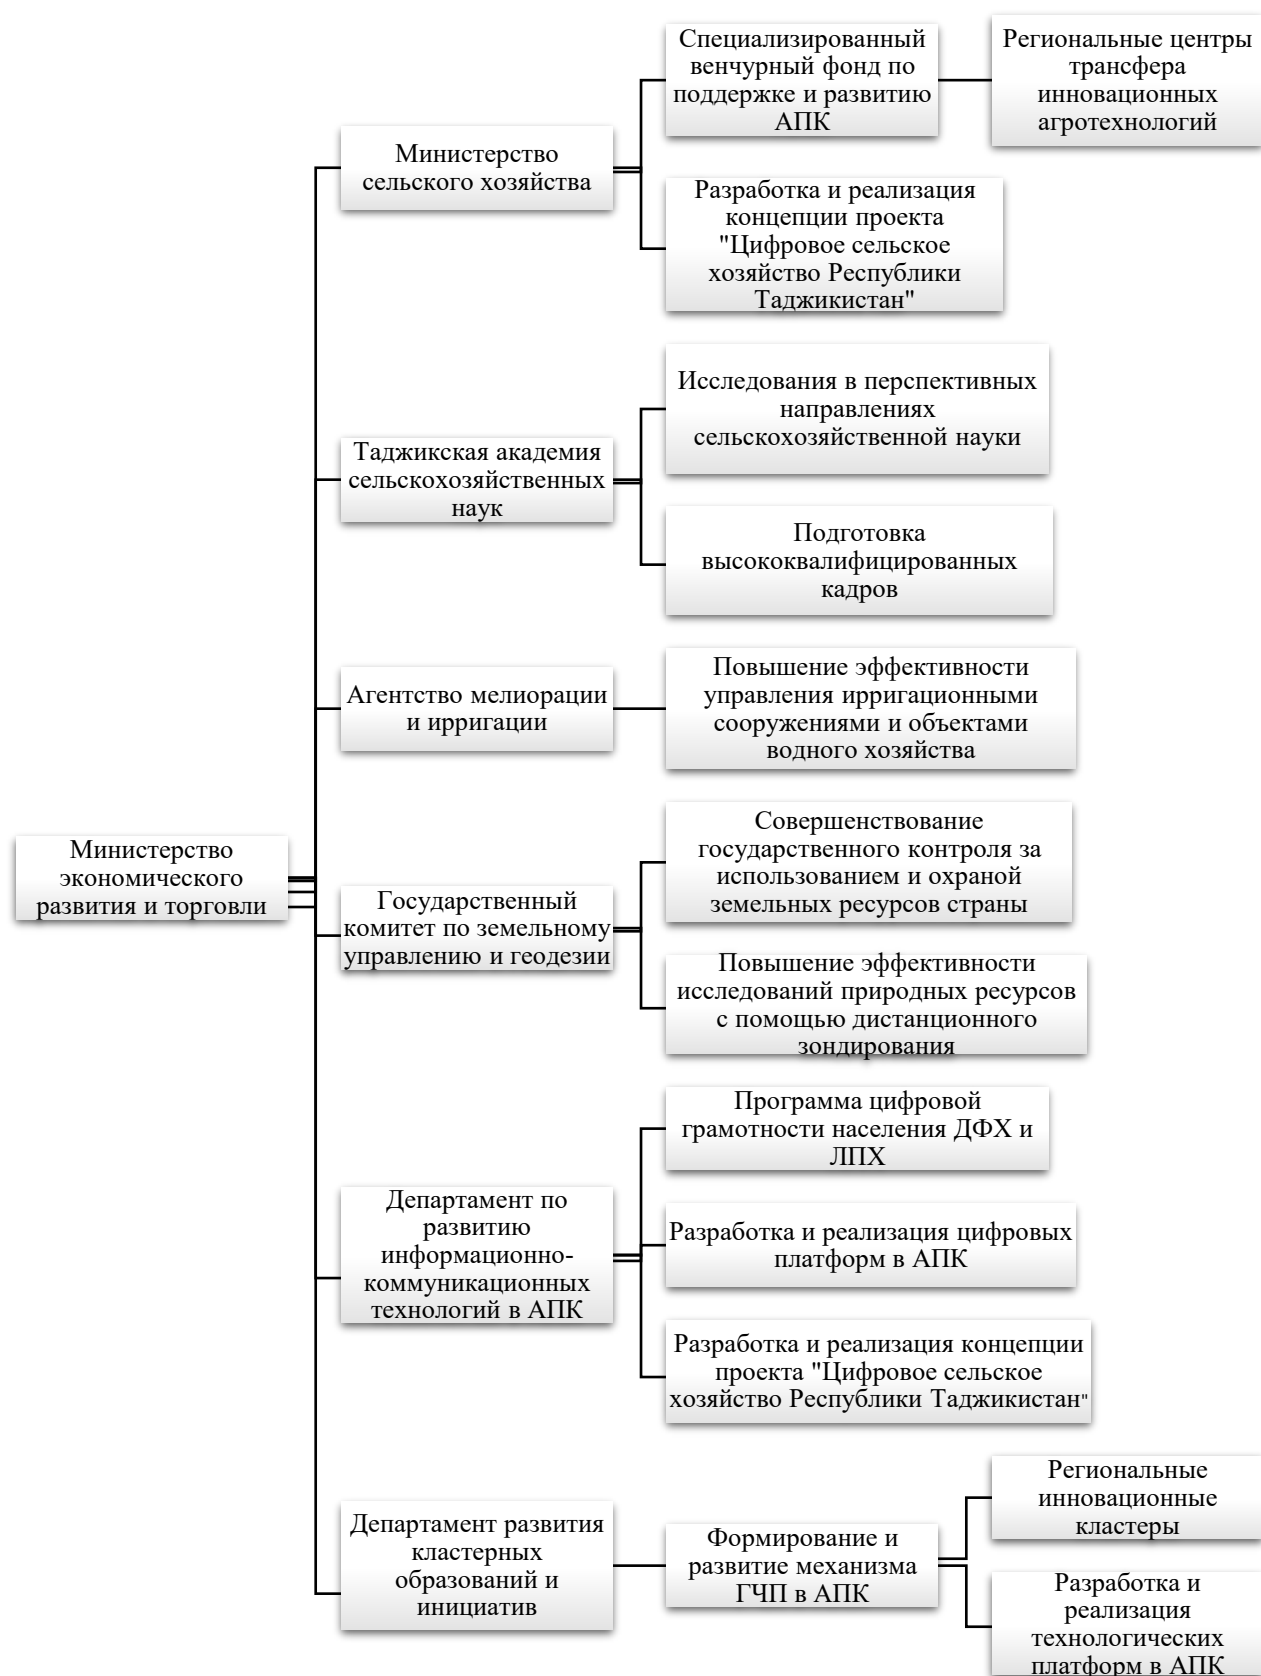 Специализированный
венчурный фонд по
поддержке и развитию
АПК
Региональные центры
трансфера
инновационных
агротехнологий
Министерство
сельского хозяйства
Разработка и реализация
концепции проекта
"Цифровое сельское
хозяйство Республики
Таджикистан"
Исследования в перспективных
направлениях
сельскохозяйственной науки
Таджикская академия
сельскохозяйственных
наук
Подготовка
высококвалифицированных
кадров
Агентство мелиорации
и ирригации
Повышение эффективности
управления ирригационными
сооружениями и объектами
водного хозяйства
Министерство
экономического
развития и торговли
Совершенствование
государственного контроля за
использованием и охраной
земельных ресурсов страны
Государственный
комитет по земельному
управлению и геодезии
Повышение эффективности
исследований природных ресурсов
с помощью дистанционного
зондирования
Программа цифровой
грамотности населения ДФХ и
ЛПХ
Департамент по
развитию
информационно-
коммуникационных
технологий в АПК
Разработка и реализация цифровых
платформ в АПК
Разработка и реализация концепции
проекта "Цифровое сельское
хозяйство Республики Таджикистан"
Региональные
инновационные
кластеры
Департамент развития
кластерных
образований и
инициатив
Формирование и
развитие механизма
ГЧП в АПК
Разработка и
реализация
технологических
платформ в АПК